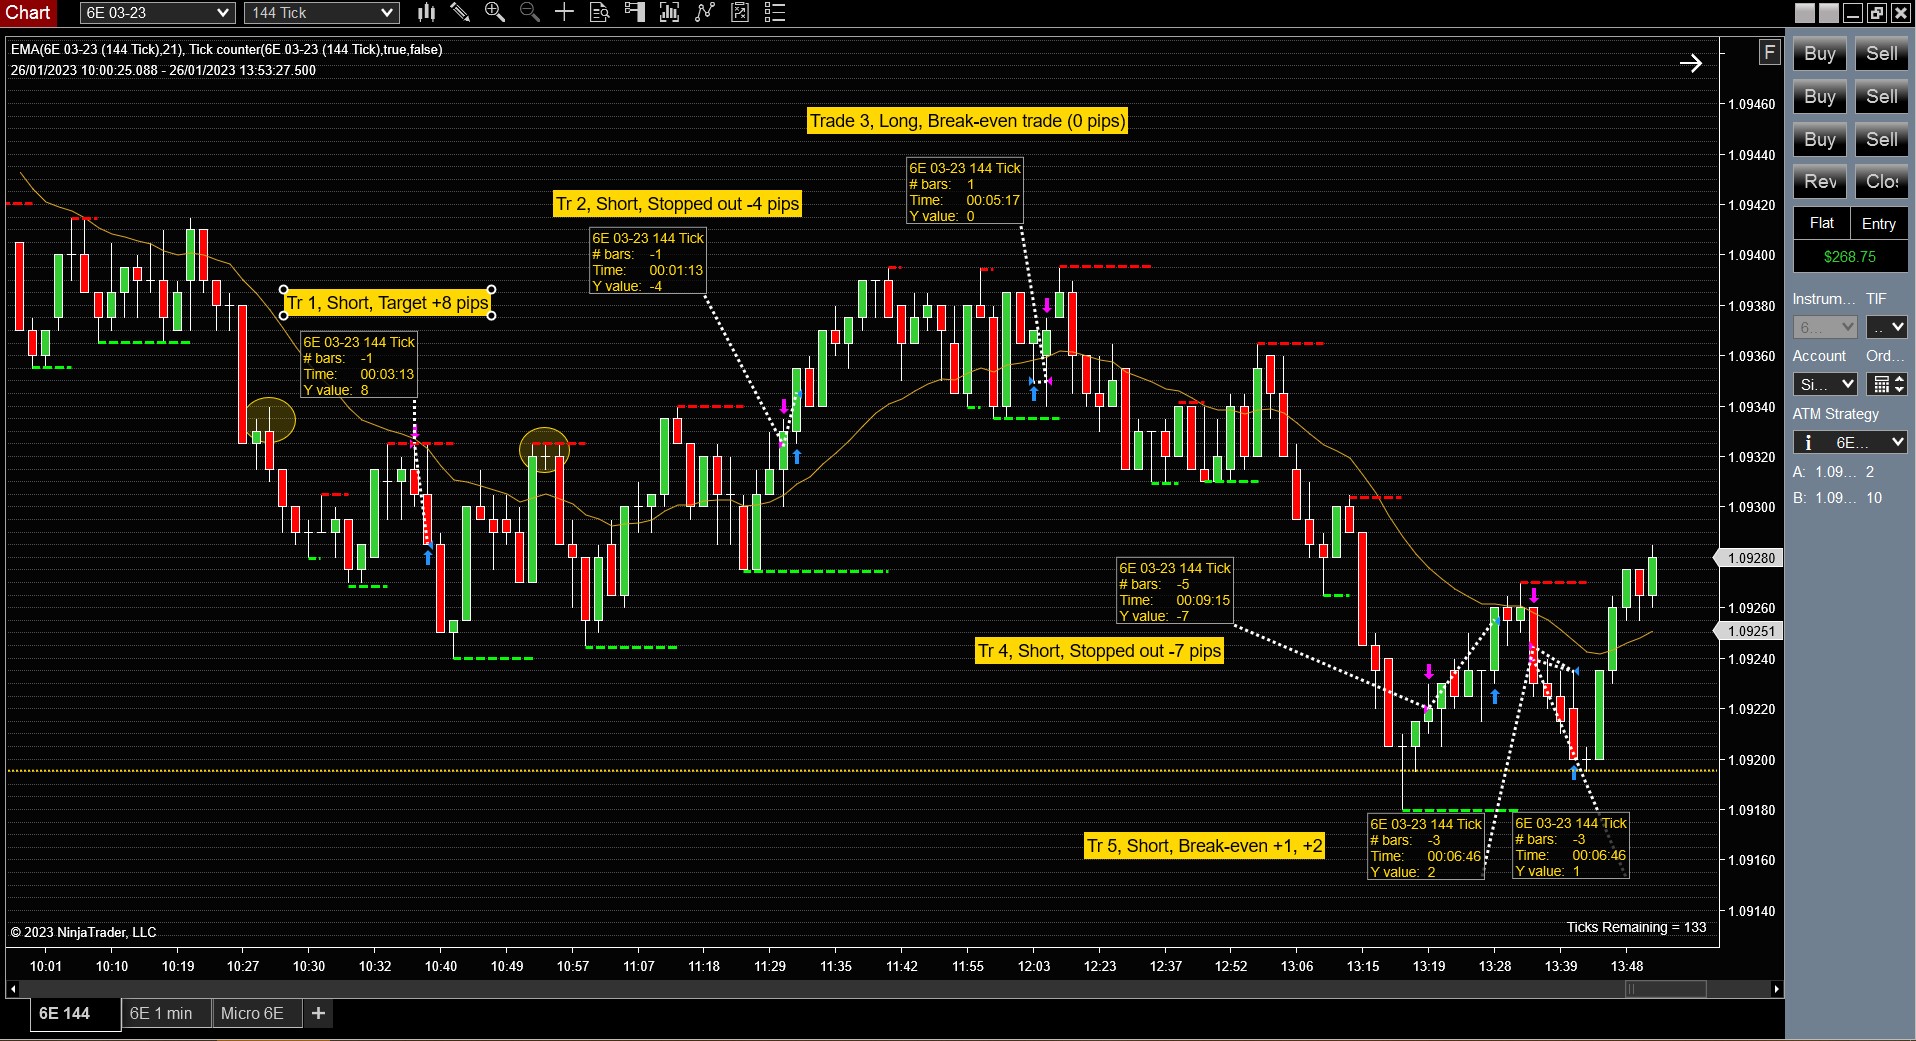 Chart 6E 03-23 144 Tick
EMA(6E 03-23 (144 Tick),21), Tick counter(6E 03-23 (144 Tick),true,false)
26/01/2023 10:00:25.088 - 26/01/2023 13:53:27.500
F
Trade 3, Long, Break-even trade (0 pips)
6E 03-23 144 Tick
# bars: 1
Time: 00:05:17
Y value: 0
Tr 2, Short, Stopped out -4 pips
6E 03-23 144 Tick
# bars: -1
Time: 00:01:13
Y value: -4
Tr 1, Short, Target +8 pips
6E 03-23 144 Tick
# bars: -1
Time: 00:03:13
Y value: 8
6E 03-23 144 Tick
# bars: -5
Time: 00:09:15
Y value: -7
Tr 4, Short, Stopped out -7 pips
Tr 5, Short, Break-even +1, +2
6E 03-23 144 Tick
# bars: -3
Time: 00:06:46
Y value: 2
6E 03-23 144 Tick
# bars: -3
Time: 00:06:46
Y value: 1
1.09460
1.09440
1.09420
1.09400
1.09380
1.09360
1.09340
1.09320
1.09300
1.09280
1.09260
1.09251
1.09240
1.09220
1.09200
1.09180
1.09160
1.09140
© 2023 NinjaTrader, LLC
Ticks Remaining = 133
10:01 10:10 10:19 10:27 10:30 10:32 10:40 10:49 10:57 11:07 11:18 11:29 11:35 11:42 11:55 12:03 12:23 12:37 12:52 13:06 13:15 13:19 13:28 13:39 13:48
6E 144 6E 1 min Micro 6E +
Buy Sell
Buy Sell
Buy Sell
Rev Clos
Flat Entry
$268.75
Instrum... TIF
6... ..
Account Ord...
Si...
ATM Strategy
i 6E...
A: 1.09... 2
B: 1.09... 10